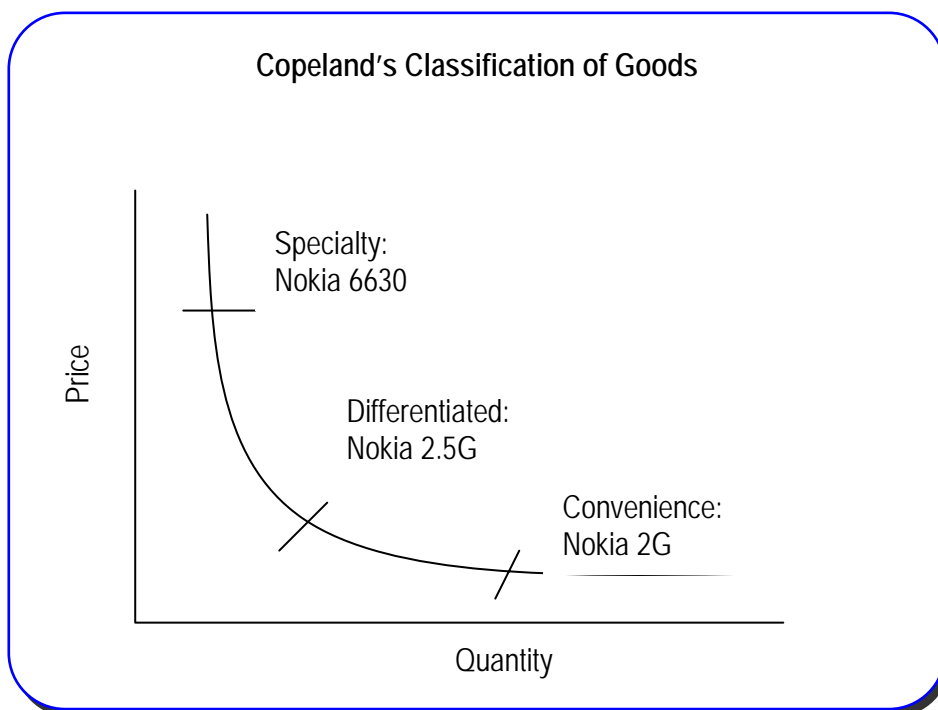 Copeland's Classification of Goods
Specialty:
Nokia 6630
Price
Differentiated:
Nokia 2.5G
Convenience:
Nokia 2G
Quantity